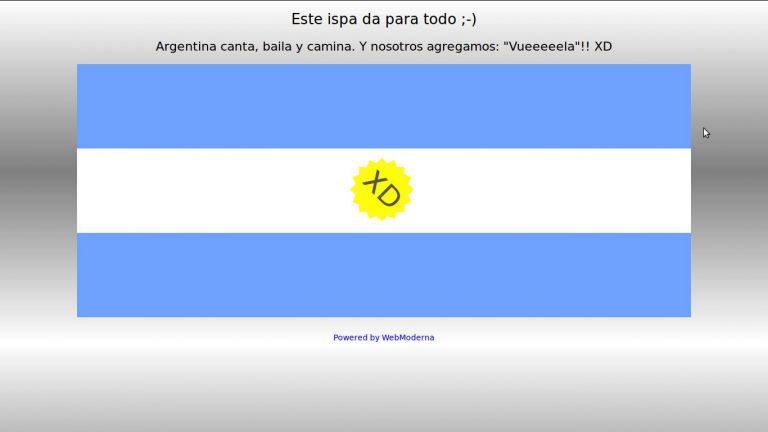 Este ispa da para todo ;-)
Argentina canta, baila y camina. Y nosotros agregamos: "Vueeeeela"!! XD
XD
Powered by WebModerna